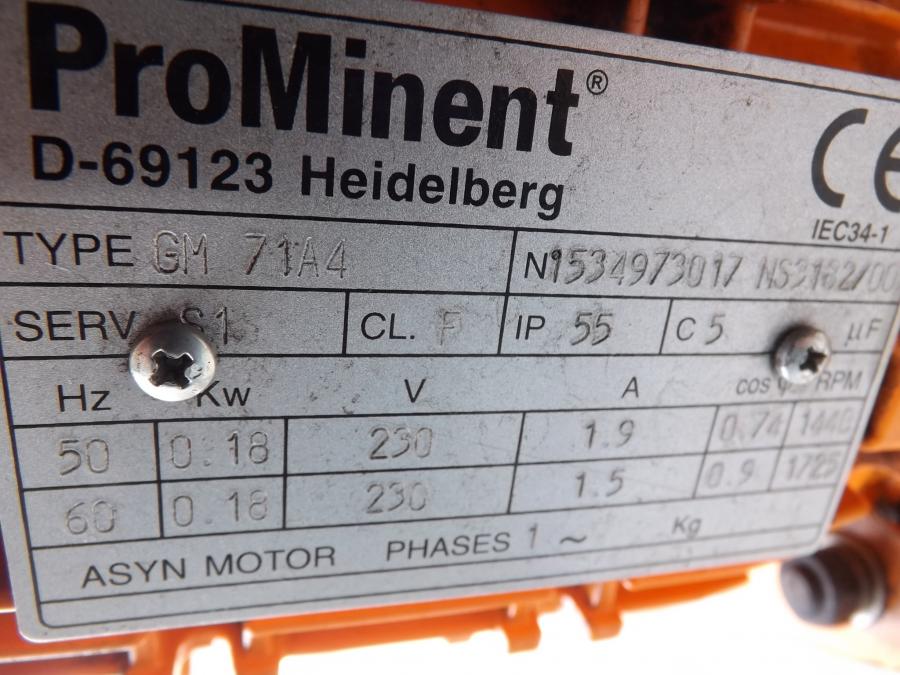 ProMinent®
D-69123 Heidelberg
CE
IEC34-1
TYPE GM 71A4 N° 1534973017 NS3162/00
SERV S1 CL. F IP 55 C 5 µF
Hz Kw V A cos φ RPM
50 0.18 230 1.9 0.74 1440
60 0.18 230 1.5 0.9 1725
ASYN MOTOR PHASES 1 ~ Kg